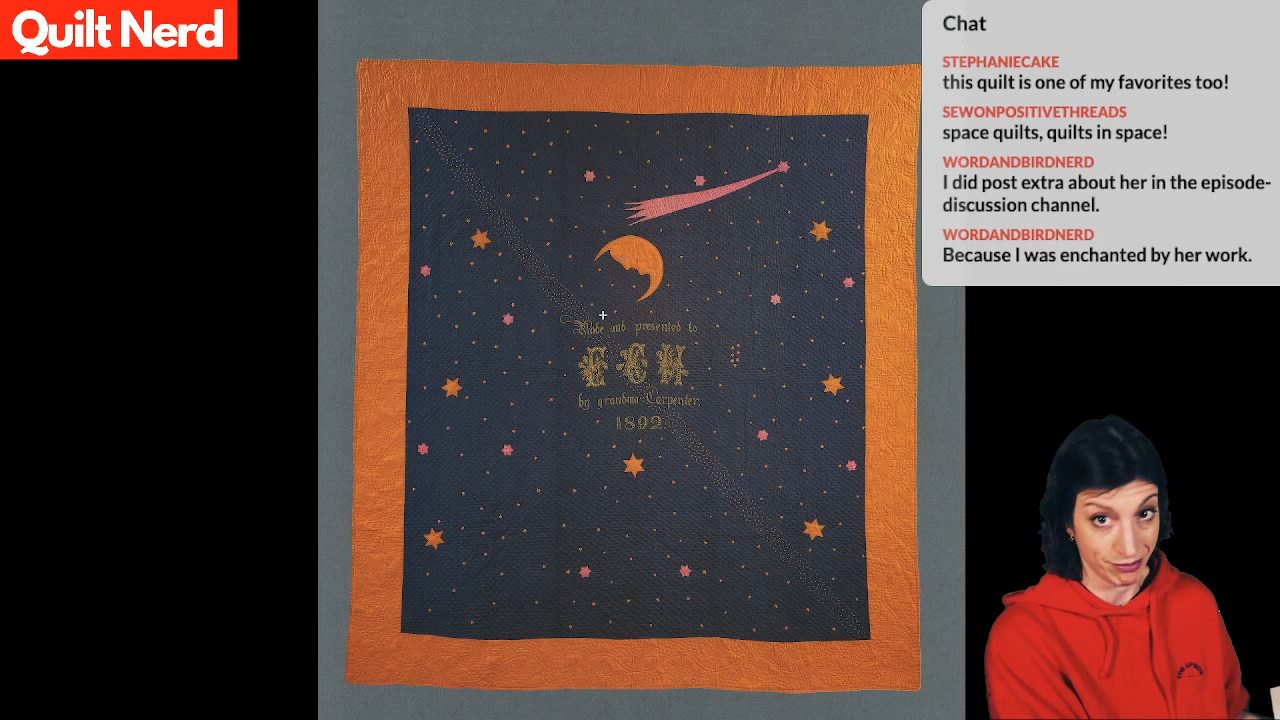 Quilt Nerd
Chat
STEPHANIECAKE
this quilt is one of my favorites too!
SEWONPOSITIVETHREADS
space quilts, quilts in space!
WORDANDBIRDNERD
I did post extra about her in the episode-
discussion channel.
WORDANDBIRDNERD
Because I was enchanted by her work.
Made and presented to
E C H
by grandma Carpenter.
1892